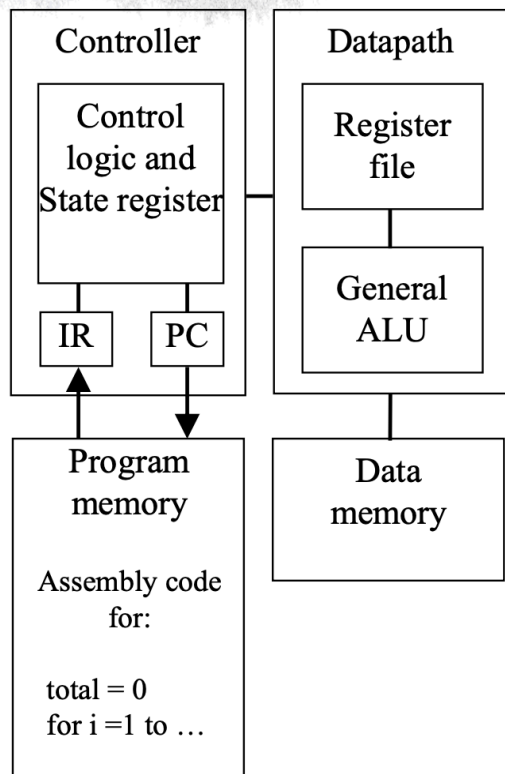 Controller
Control
logic and
State register
IR
PC
Datapath
Register
file
General
ALU
Program
memory
Assembly code
for:
total = 0
for i =1 to …
Data
memory